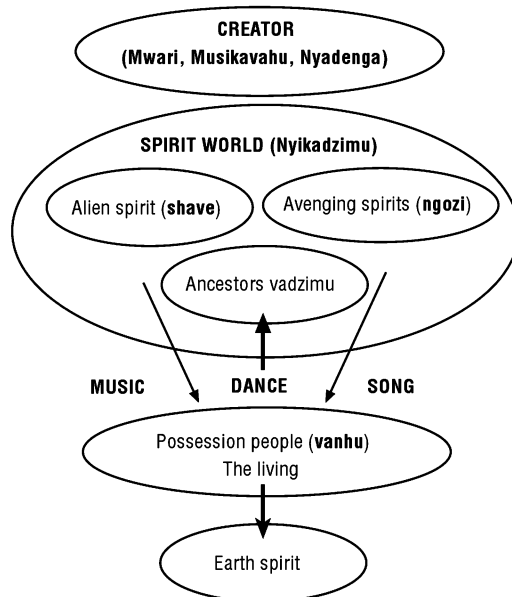 CREATOR
(Mwari, Musikavahu, Nyadenga)
SPIRIT WORLD (Nyikadzimu)
Alien spirit (shave)
Avenging spirits (ngozi)
Ancestors vadzimu
MUSIC
DANCE
SONG
Possession people (vanhu)
The living
Earth spirit